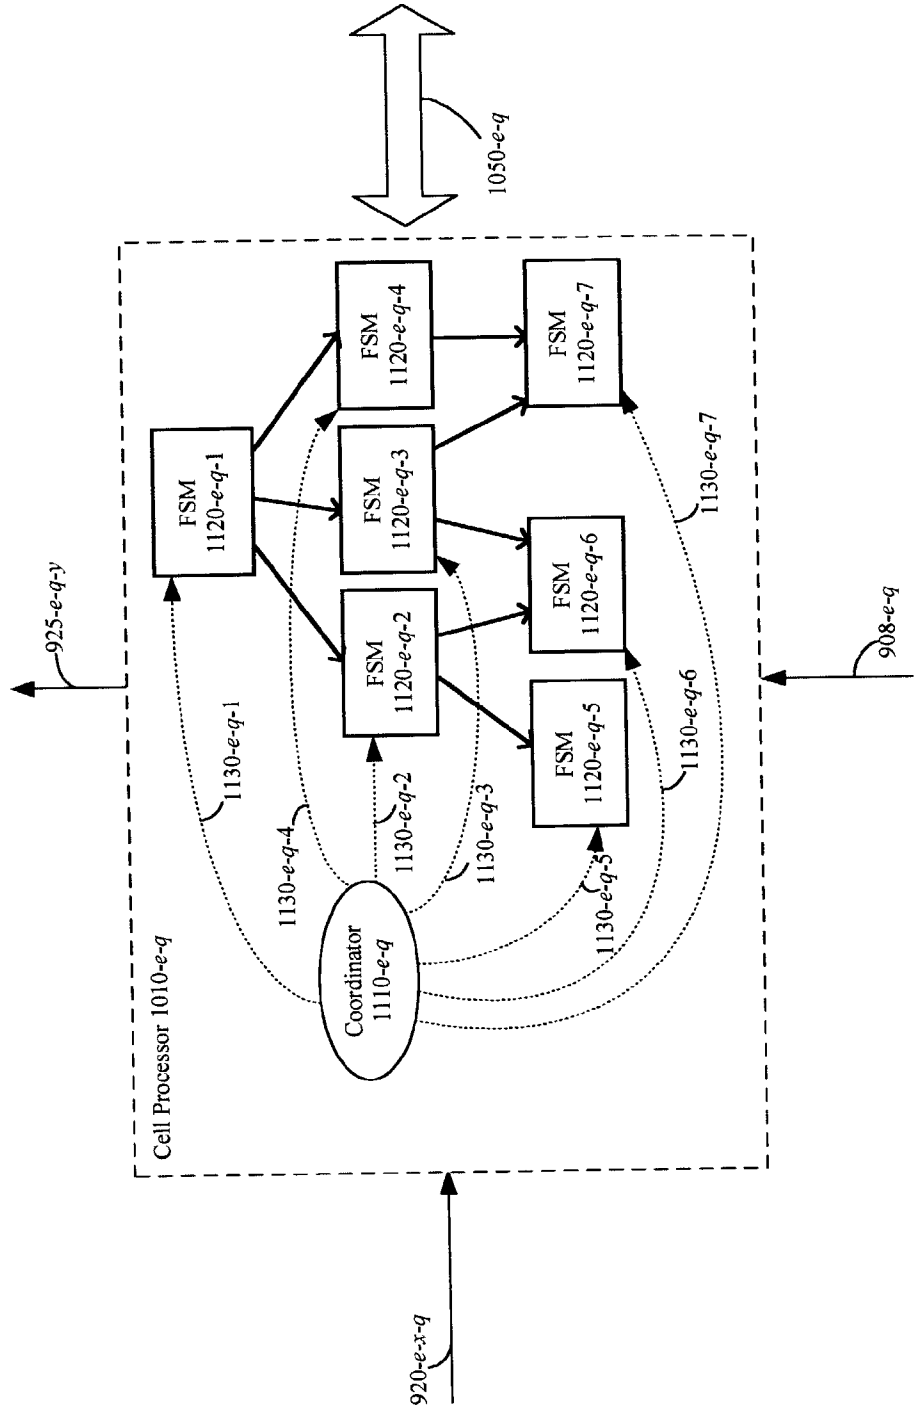 Cell Processor 1010-e-q
925-e-q-y
1130-e-q-1
FSM
1120-e-q-1
1130-e-q-4
Coordinator
1110-e-q
1130-e-q-2
FSM
1120-e-q-2
FSM
1120-e-q-3
FSM
1120-e-q-4
1050-e-q
1130-e-q-3
920-e-x-q
1130-e-q-5
FSM
1120-e-q-5
FSM
1120-e-q-6
FSM
1120-e-q-7
1130-e-q-6
1130-e-q-7
908-e-q